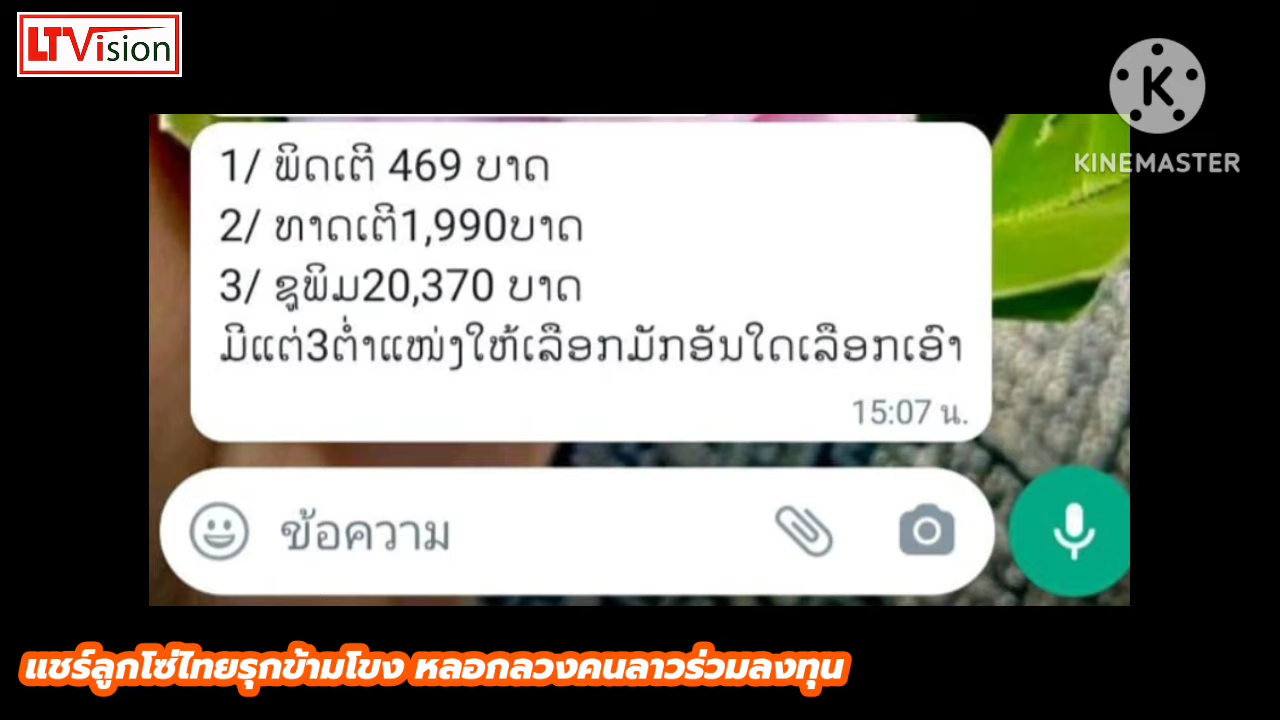 LTVision
K
KINEMASTER
1/ ພິດເຕີ 469 ບາດ
2/ ທາດເຕີ1,990ບາດ
3/ ຊູພິມ20,370 ບາດ
ມີແຕ່3ຕໍ່າແໜ່ງໃຫ້ເລືອກມັກອັນໃດເລືອກເອົາ
15:07 น.
ข้อความ
แชร์ลูกโซ่ไทยรุกข้ามโขง หลอกลวงคนลาวร่วมลงทุน